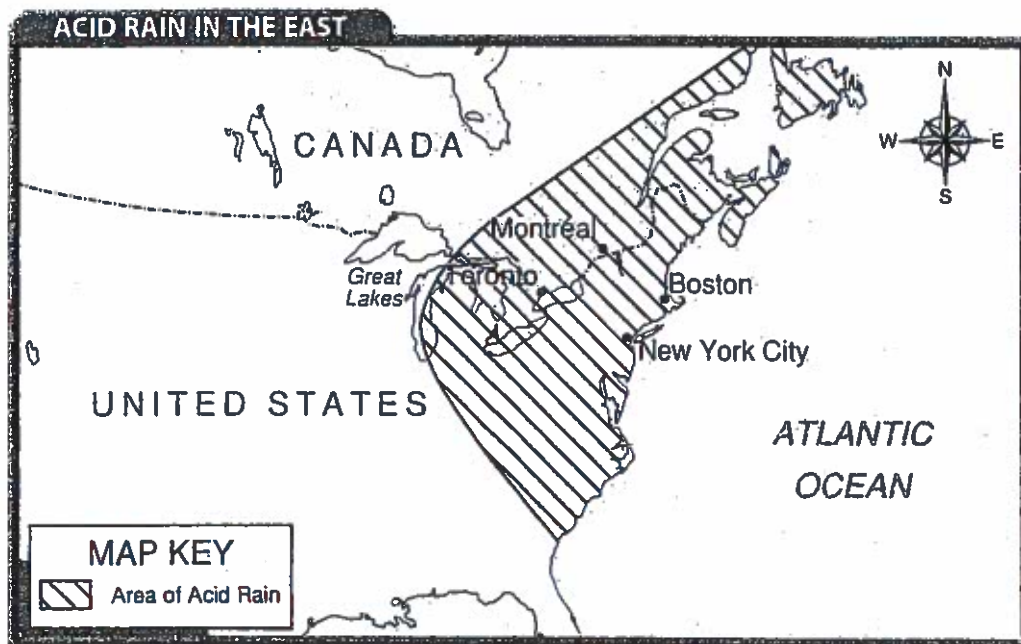 ACID RAIN IN THE EAST
N
W E
S
CANADA
Montréal
Great
Lakes
Toronto
Boston
New York City
UNITED STATES
ATLANTIC
OCEAN
MAP KEY
Area of Acid Rain